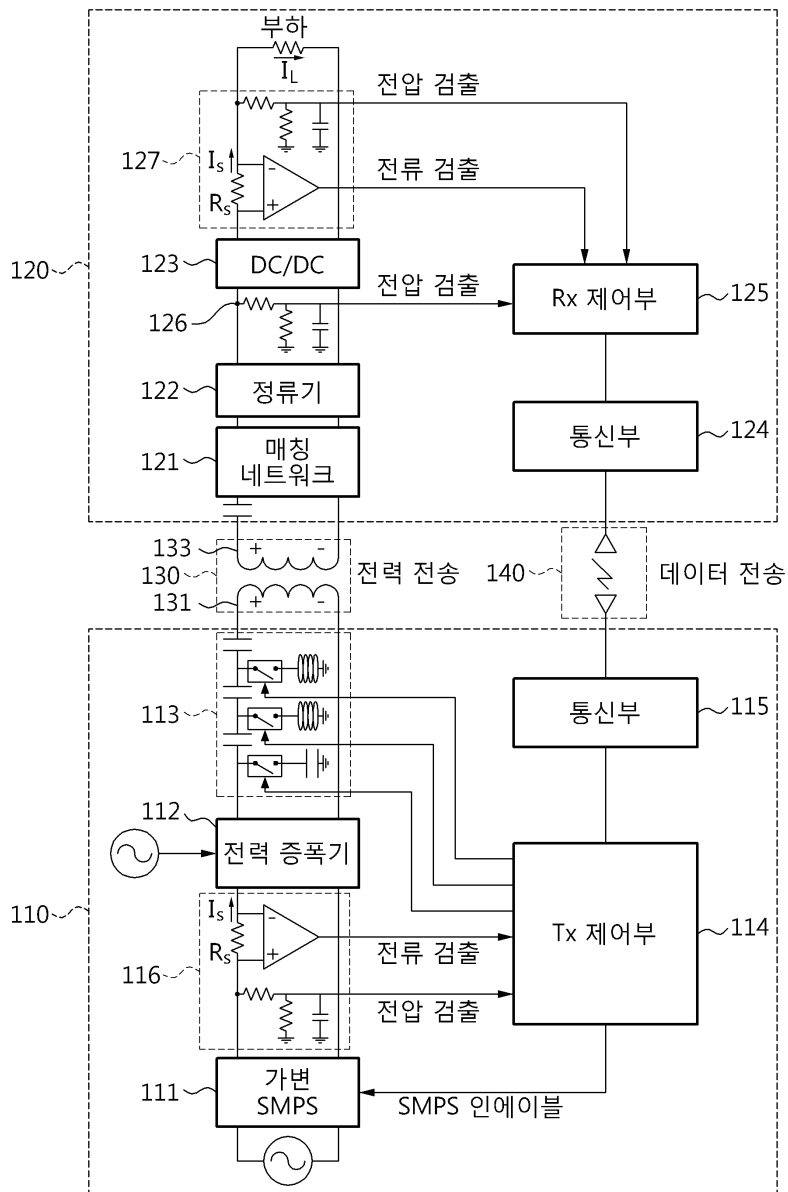 부하
I_L
전압 검출
127
I_S
-
전류 검출
R_S
+
120
123
DC/DC
전압 검출
126
Rx 제어부
125
122
정류기
121
매칭
네트워크
통신부
124
133
+ -
130
전력 전송
140
데이터 전송
131
+ -
113
통신부
115
112
전력 증폭기
110
I_S
-
Tx 제어부
114
R_S
+
전류 검출
116
전압 검출
111
가변
SMPS
SMPS 인에이블